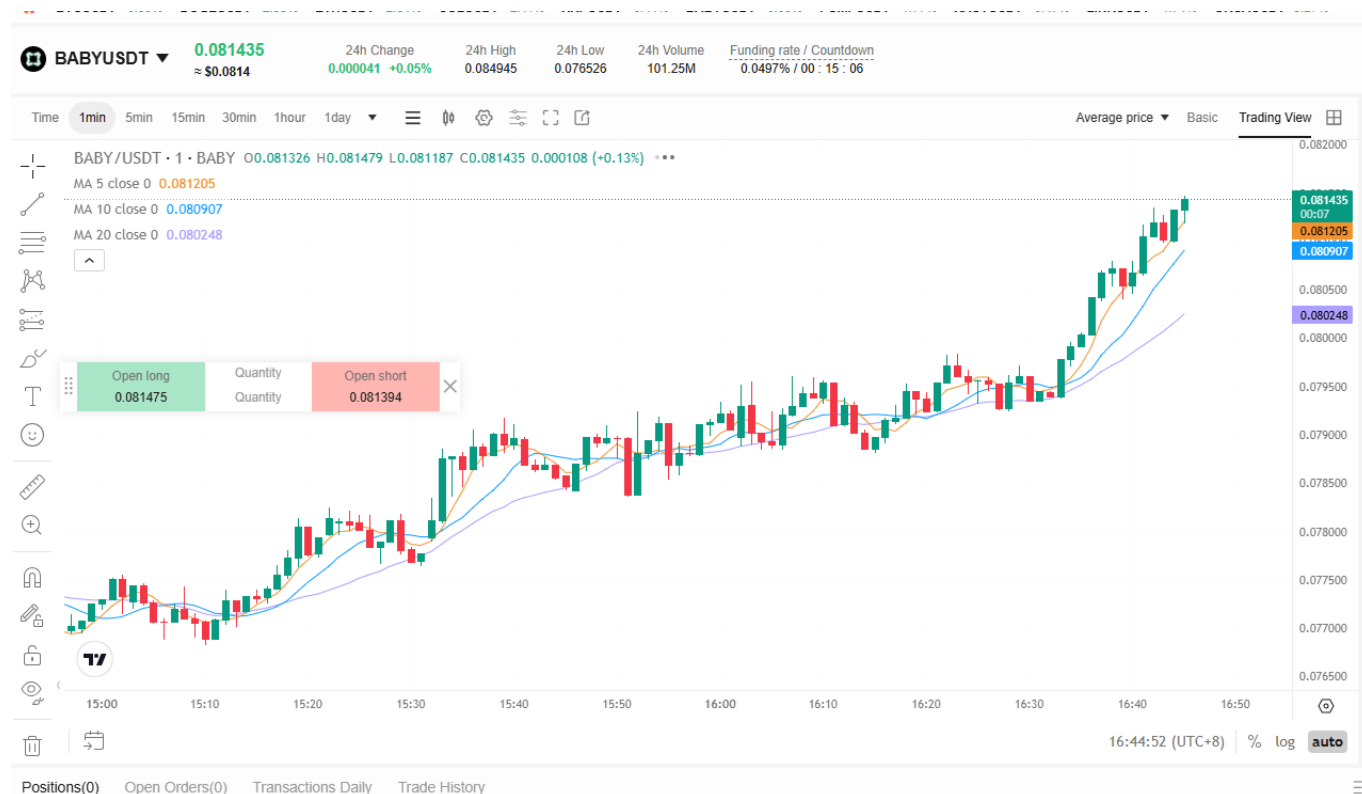 BABYUSDT
0.081435
≈ $0.0814
24h Change
0.000041 +0.05%
24h High
0.084945
24h Low
0.076526
24h Volume
101.25M
Funding rate / Countdown
0.0497% / 00 : 15 : 06
Time 1min 5min 15min 30min 1hour 1day
Average price Basic Trading View
BABY/USDT · 1 · BABY O0.081326 H0.081479 L0.081187 C0.081435 0.000108 (+0.13%)
MA 5 close 0 0.081205
MA 10 close 0 0.080907
MA 20 close 0 0.080248
Open long
0.081475
Quantity
Quantity
Open short
0.081394
0.082000
0.081435
00:07
0.081205
0.080907
0.080500
0.080248
0.080000
0.079500
0.079000
0.078500
0.078000
0.077500
0.077000
0.076500
15:00 15:10 15:20 15:30 15:40 15:50 16:00 16:10 16:20 16:30 16:40 16:50
16:44:52 (UTC+8) % log auto
Positions(0) Open Orders(0) Transactions Daily Trade History